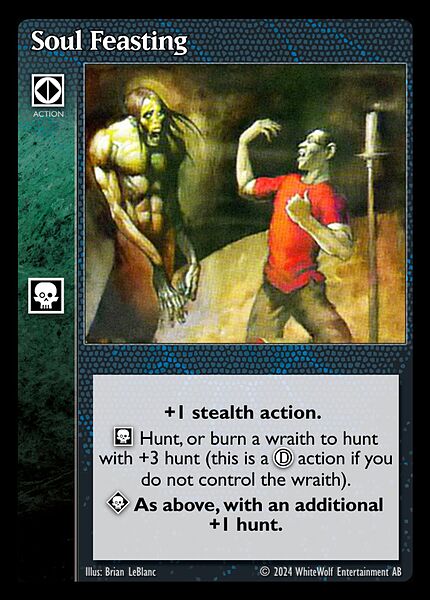 Soul Feasting
ACTION
+1 stealth action.
Hunt, or burn a wraith to hunt
with +3 hunt (this is a Ⓓ action if you
do not control the wraith).
As above, with an additional
+1 hunt.
Illus: Brian LeBlanc © 2024 WhiteWolf Entertainment AB